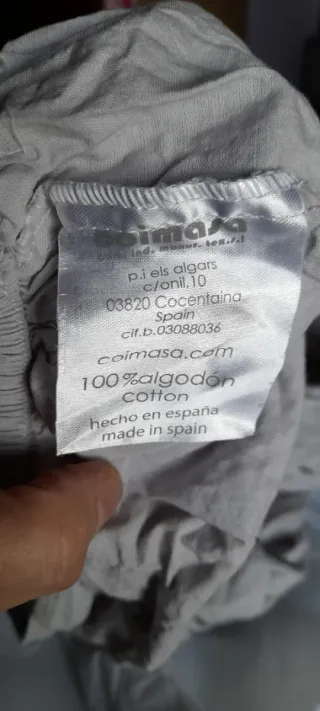 coimasa
p.i els algars
c/onil,10
03820 Cocentaina
Spain
cif.b.03088036
coimasa.com
100%algodón
cotton
hecho en españa
made in spain